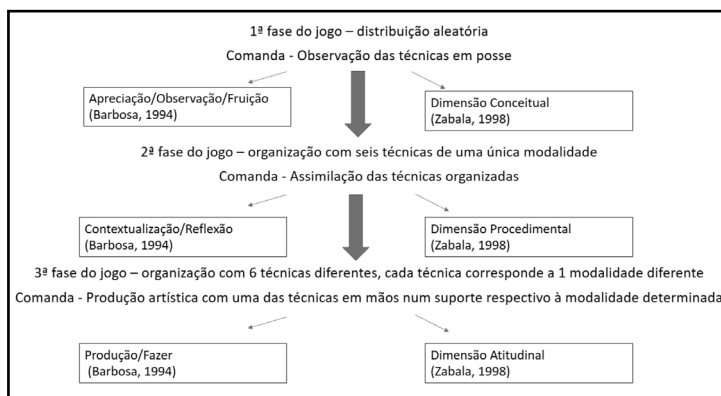 1ª fase do jogo – distribuição aleatória
Comanda - Observação das técnicas em posse
Apreciação/Observação/Fruição
(Barbosa, 1994)
Dimensão Conceitual
(Zabala, 1998)
2ª fase do jogo – organização com seis técnicas de uma única modalidade
Comanda - Assimilação das técnicas organizadas
Contextualização/Reflexão
(Barbosa, 1994)
Dimensão Procedimental
(Zabala, 1998)
3ª fase do jogo – organização com 6 técnicas diferentes, cada técnica corresponde a 1 modalidade diferente
Comanda - Produção artística com uma das técnicas em mãos num suporte respectivo à modalidade determinada
Produção/Fazer
(Barbosa, 1994)
Dimensão Atitudinal
(Zabala, 1998)